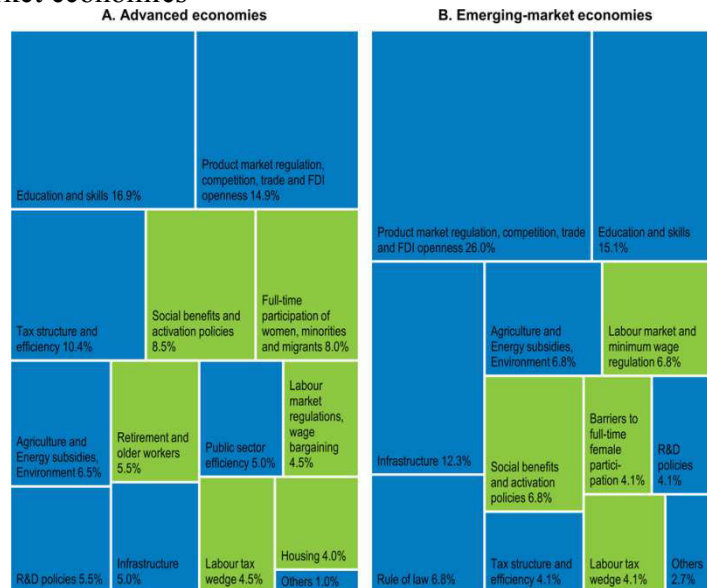 rket economies
A. Advanced economies
Education and skills 16.9%
Product market regulation,
competition, trade and FDI
openness 14.9%
Tax structure and
efficiency 10.4%
Social benefits and
activation policies
8.5%
Full-time
participation of
women, minorities
and migrants 8.0%
Agriculture and
Energy subsidies,
Environment 6.5%
Retirement and
older workers
5.5%
Public sector
efficiency 5.0%
Labour
market
regulations,
wage
bargaining
4.5%
R&D policies 5.5%
Infrastructure
5.0%
Labour tax
wedge 4.5%
Housing 4.0%
Others 1.0%
B. Emerging-market economies
Product market regulation, competition, trade
and FDI openness 26.0%
Education and skills
15.1%
Infrastructure 12.3%
Agriculture and
Energy subsidies,
Environment 6.8%
Labour market and
minimum wage
regulation 6.8%
Social benefits
and activation
policies 6.8%
Barriers to
full-time
female
partici-
pation 4.1%
R&D
policies
4.1%
Rule of law 6.8%
Tax structure and
efficiency 4.1%
Labour tax
wedge 4.1%
Others
2.7%